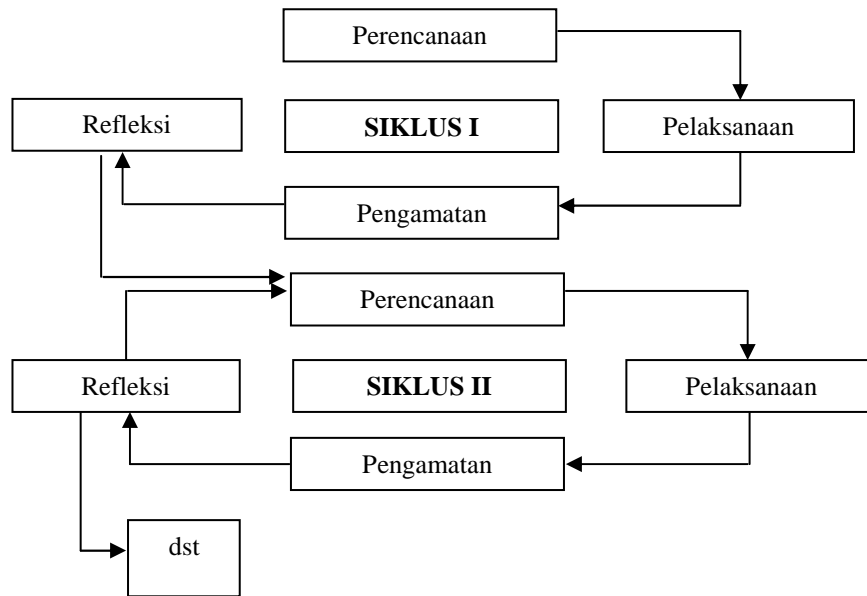 Perencanaan
Refleksi
SIKLUS I
Pelaksanaan
Pengamatan
Perencanaan
Refleksi
SIKLUS II
Pelaksanaan
Pengamatan
dst